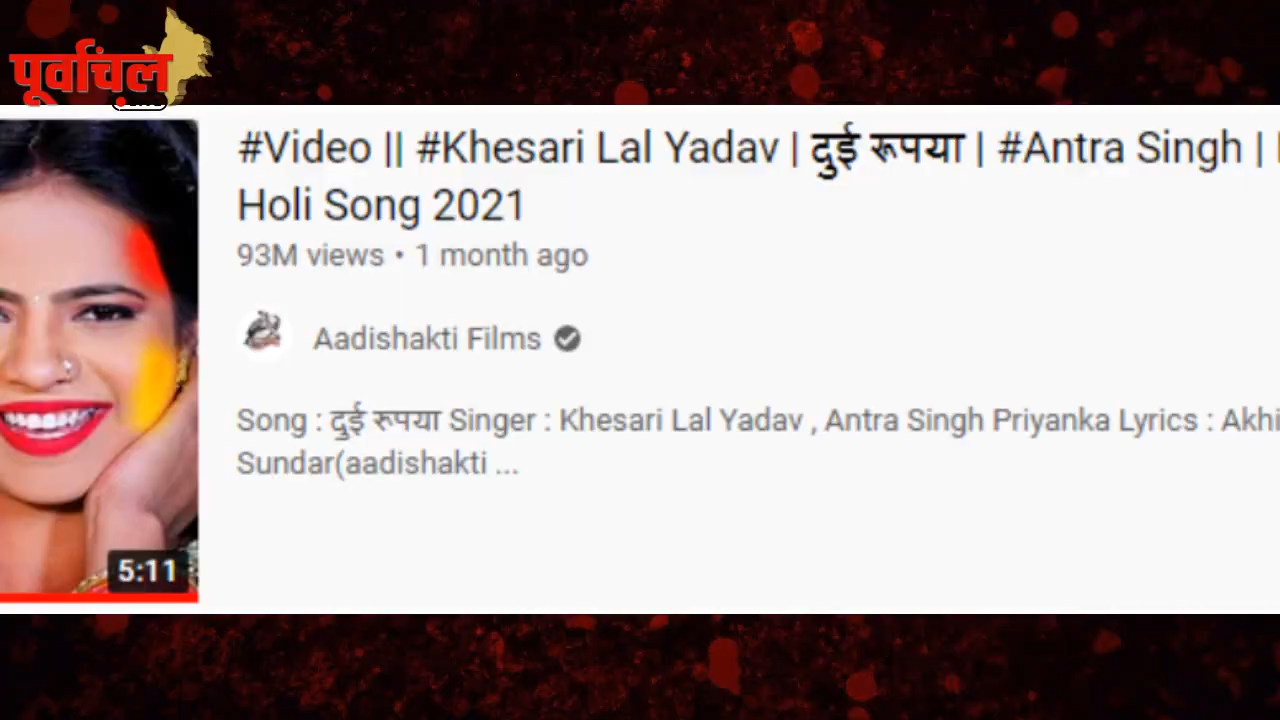 पूर्वांचल
#Video || #Khesari Lal Yadav | दुई रूपया | #Antra Singh |
Holi Song 2021
93M views • 1 month ago
Aadishakti Films
Song : दुई रूपया Singer : Khesari Lal Yadav , Antra Singh Priyanka Lyrics : Akhi
Sundar(aadishakti ...
5:11